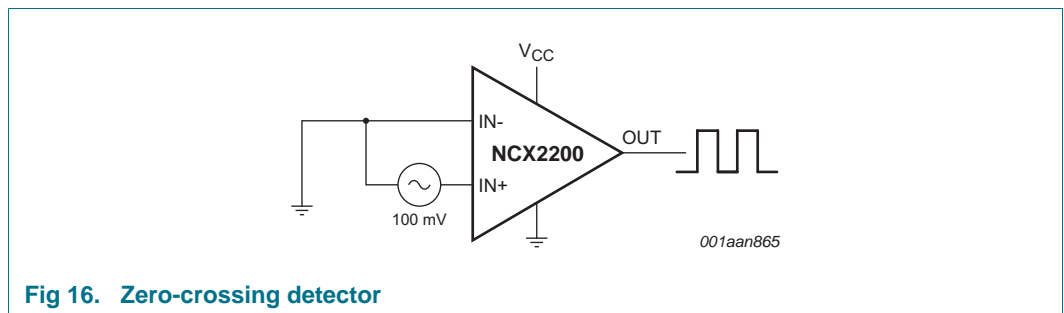 VCC
IN-
NCX2200
OUT
IN+
100 mV
001aan865
Fig 16. Zero-crossing detector